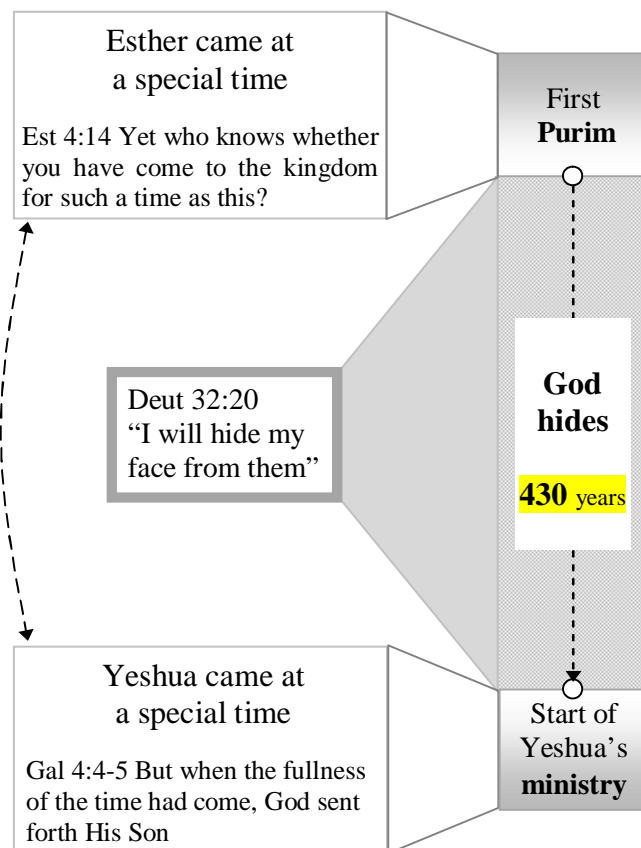 Esther came at
a special time
Est 4:14 Yet who knows whether
you have come to the kingdom
for such a time as this?
First
Purim
Deut 32:20
“I will hide my
face from them”
God
hides
430 years
Yeshua came at
a special time
Gal 4:4-5 But when the fullness
of the time had come, God sent
forth His Son
Start of
Yeshua’s
ministry